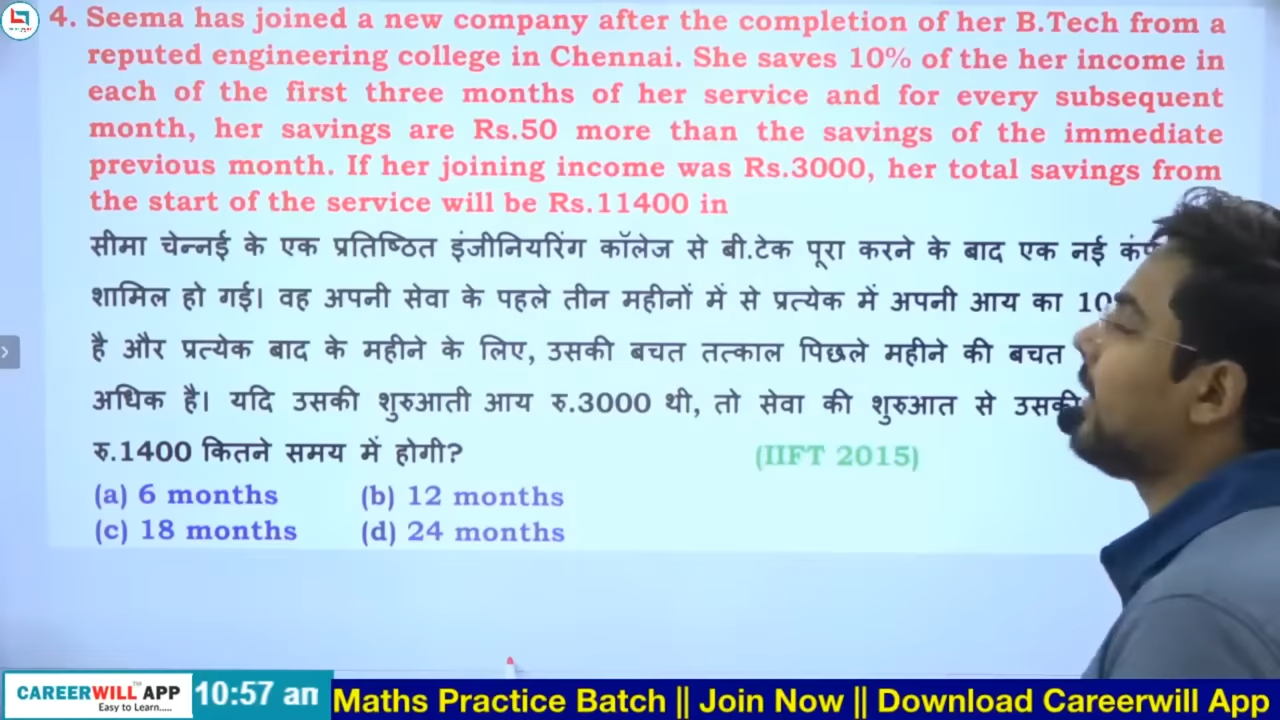 4. Seema has joined a new company after the completion of her B.Tech from a
reputed engineering college in Chennai. She saves 10% of the her income in
each of the first three months of her service and for every subsequent
month, her savings are Rs.50 more than the savings of the immediate
previous month. If her joining income was Rs.3000, her total savings from
the start of the service will be Rs.11400 in
सीमा चेन्नई के एक प्रतिष्ठित इंजीनियरिंग कॉलेज से बी.टेक पूरा करने के बाद एक नई
शामिल हो गई। वह अपनी सेवा के पहले तीन महीनों में से प्रत्येक में अपनी आय का 10
है और प्रत्येक बाद के महीने के लिए, उसकी बचत तत्काल पिछले महीने की बचत
अधिक है। यदि उसकी शुरुआती आय रु.3000 थी, तो सेवा की शुरुआत से उसकी
रु.1400 कितने समय में होगी? (IIFT 2015)
(a) 6 months (b) 12 months
(c) 18 months (d) 24 months
CAREERWILL APP
Easy to Learn.....
10:57 an
Maths Practice Batch || Join Now || Download Careerwill App